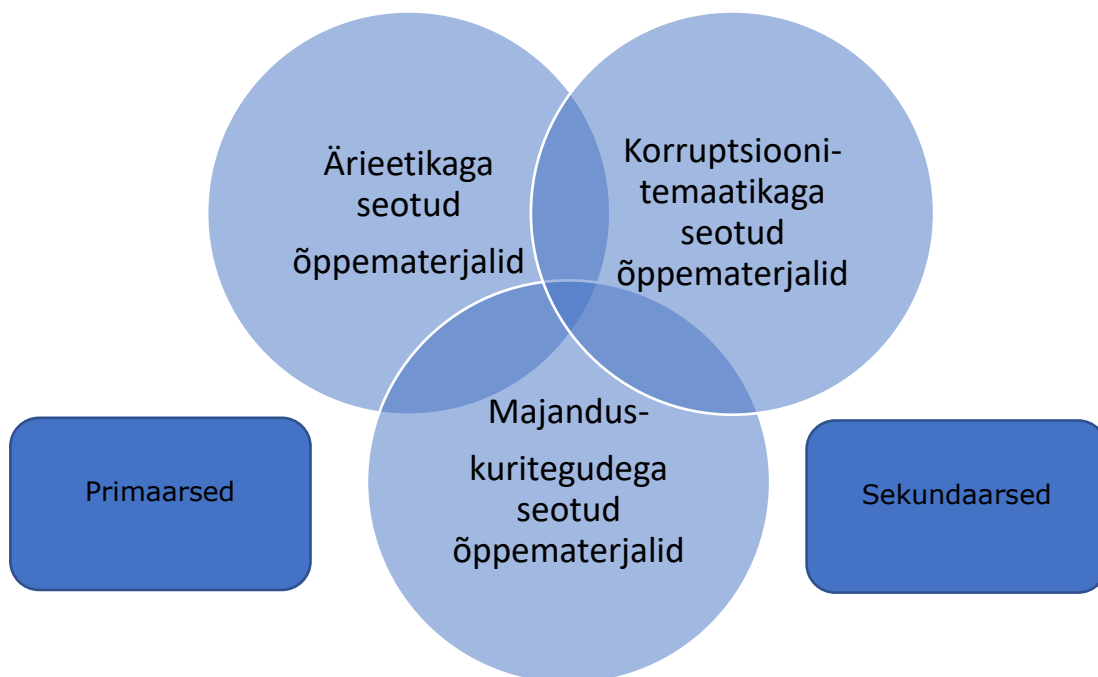 Ärieetikaga
seotud
õppematerjalid
Korruptsiooni-
temaatikaga
seotud
õppematerjalid
Majandus-
kuritegudega
seotud
õppematerjalid
Primaarsed
Sekundaarsed